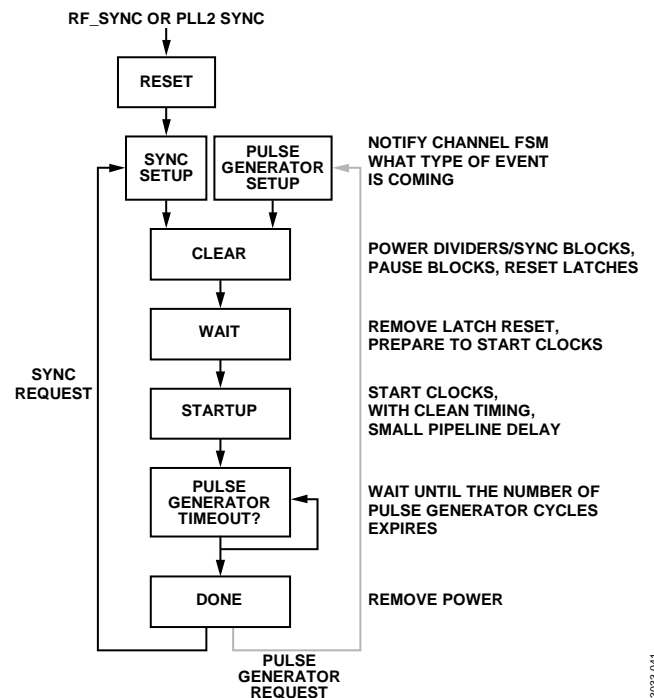 RF_SYNC OR PLL2 SYNC
RESET
SYNC
SETUP
PULSE
GENERATOR
SETUP
NOTIFY CHANNEL FSM
WHAT TYPE OF EVENT
IS COMING
CLEAR
POWER DIVIDERS/SYNC BLOCKS,
PAUSE BLOCKS, RESET LATCHES
WAIT
REMOVE LATCH RESET,
PREPARE TO START CLOCKS
SYNC
REQUEST
STARTUP
START CLOCKS,
WITH CLEAN TIMING,
SMALL PIPELINE DELAY
PULSE
GENERATOR
TIMEOUT?
WAIT UNTIL THE NUMBER OF
PULSE GENERATOR CYCLES
EXPIRES
DONE
REMOVE POWER
PULSE
GENERATOR
REQUEST